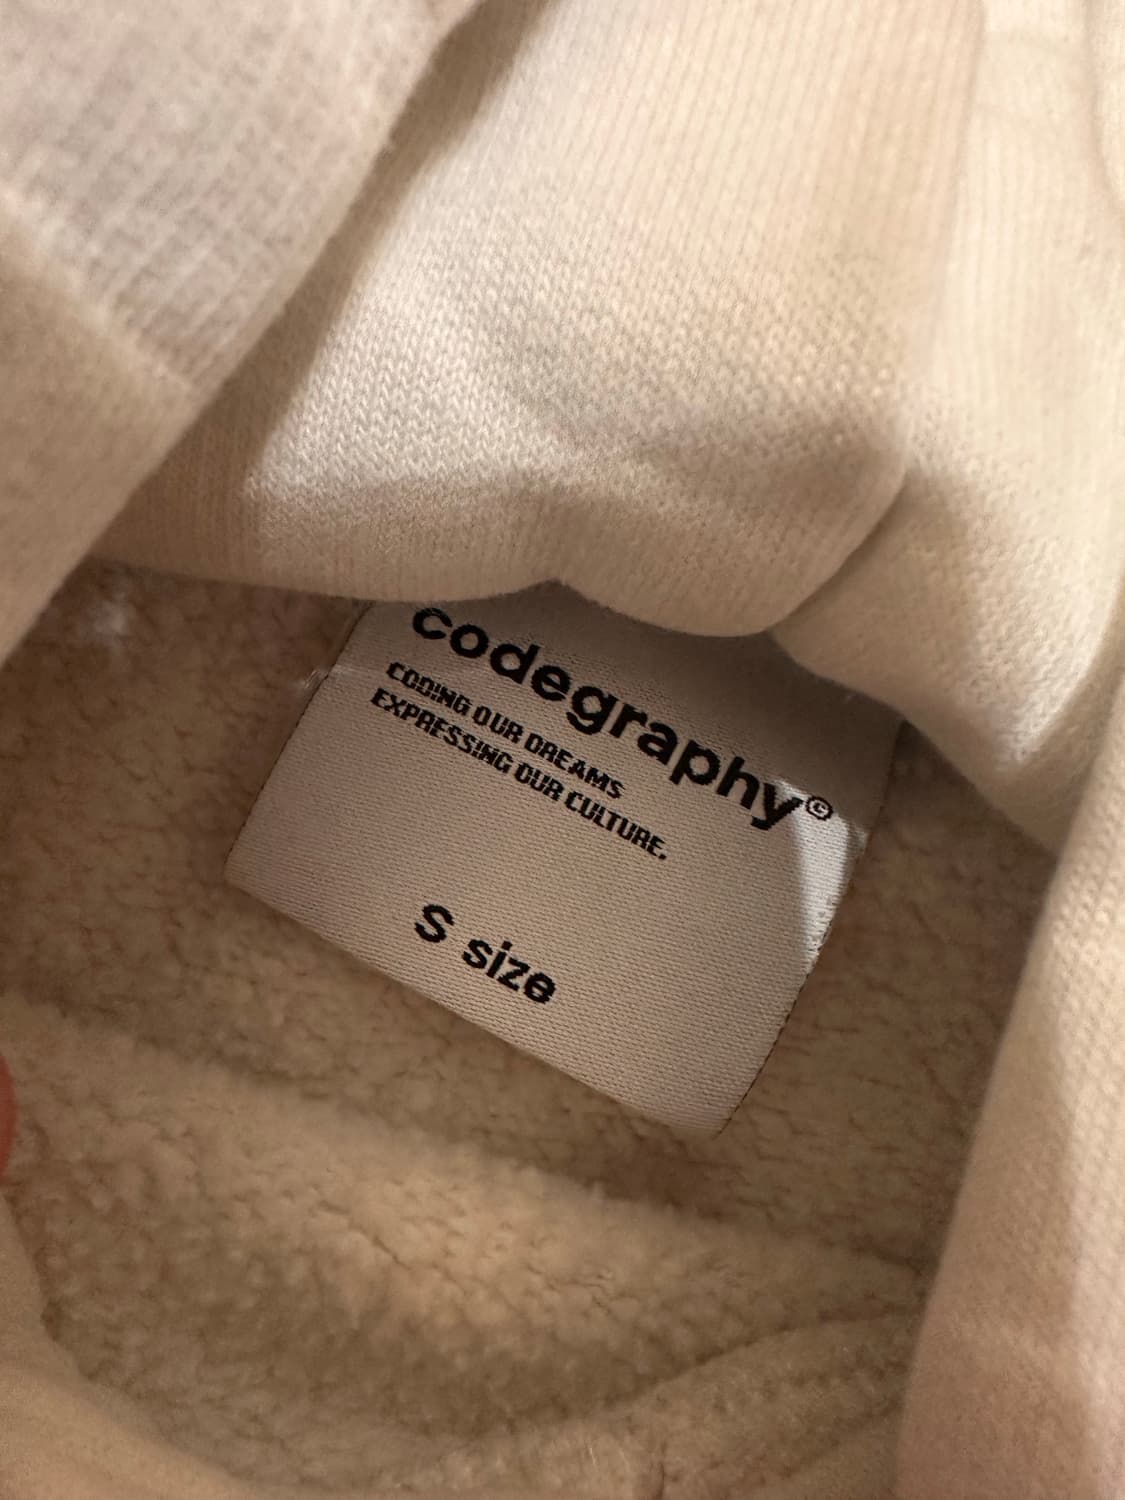 codegraphy©
CODING OUR DREAMS
EXPRESSING OUR CULTURE.
S size